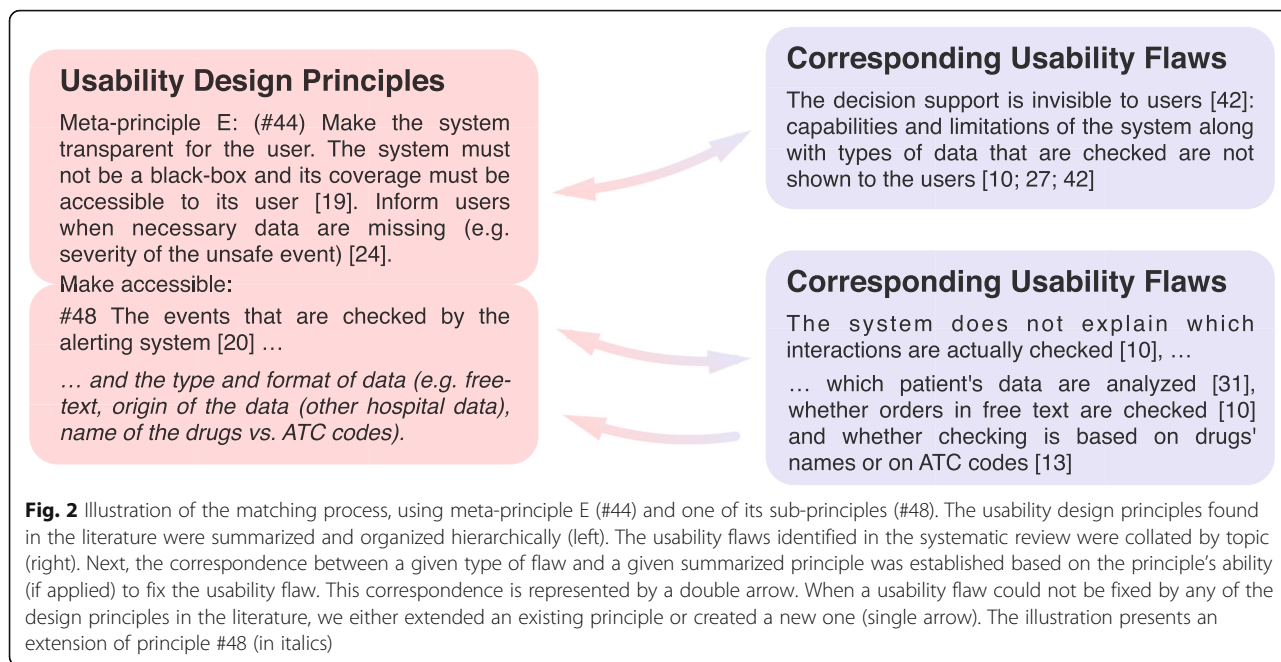 Usability Design Principles
Meta-principle E: (#44) Make the system
transparent for the user. The system must
not be a black-box and its coverage must be
accessible to its user [19]. Inform users
when necessary data are missing (e.g.
severity of the unsafe event) [24].
Make accessible:
#48 The events that are checked by the
alerting system [20] …
… and the type and format of data (e.g. free-
text, origin of the data (other hospital data),
name of the drugs vs. ATC codes).
Corresponding Usability Flaws
The decision support is invisible to users [42]:
capabilities and limitations of the system along
with types of data that are checked are not
shown to the users [10; 27; 42]
Corresponding Usability Flaws
The system does not explain which
interactions are actually checked [10], …
… which patient's data are analyzed [31],
whether orders in free text are checked [10]
and whether checking is based on drugs'
names or on ATC codes [13]
Fig. 2 Illustration of the matching process, using meta-principle E (#44) and one of its sub-principles (#48). The usability design principles found
in the literature were summarized and organized hierarchically (left). The usability flaws identified in the systematic review were collated by topic
(right). Next, the correspondence between a given type of flaw and a given summarized principle was established based on the principle's ability
(if applied) to fix the usability flaw. This correspondence is represented by a double arrow. When a usability flaw could not be fixed by any of the
design principles in the literature, we either extended an existing principle or created a new one (single arrow). The illustration presents an
extension of principle #48 (in italics)